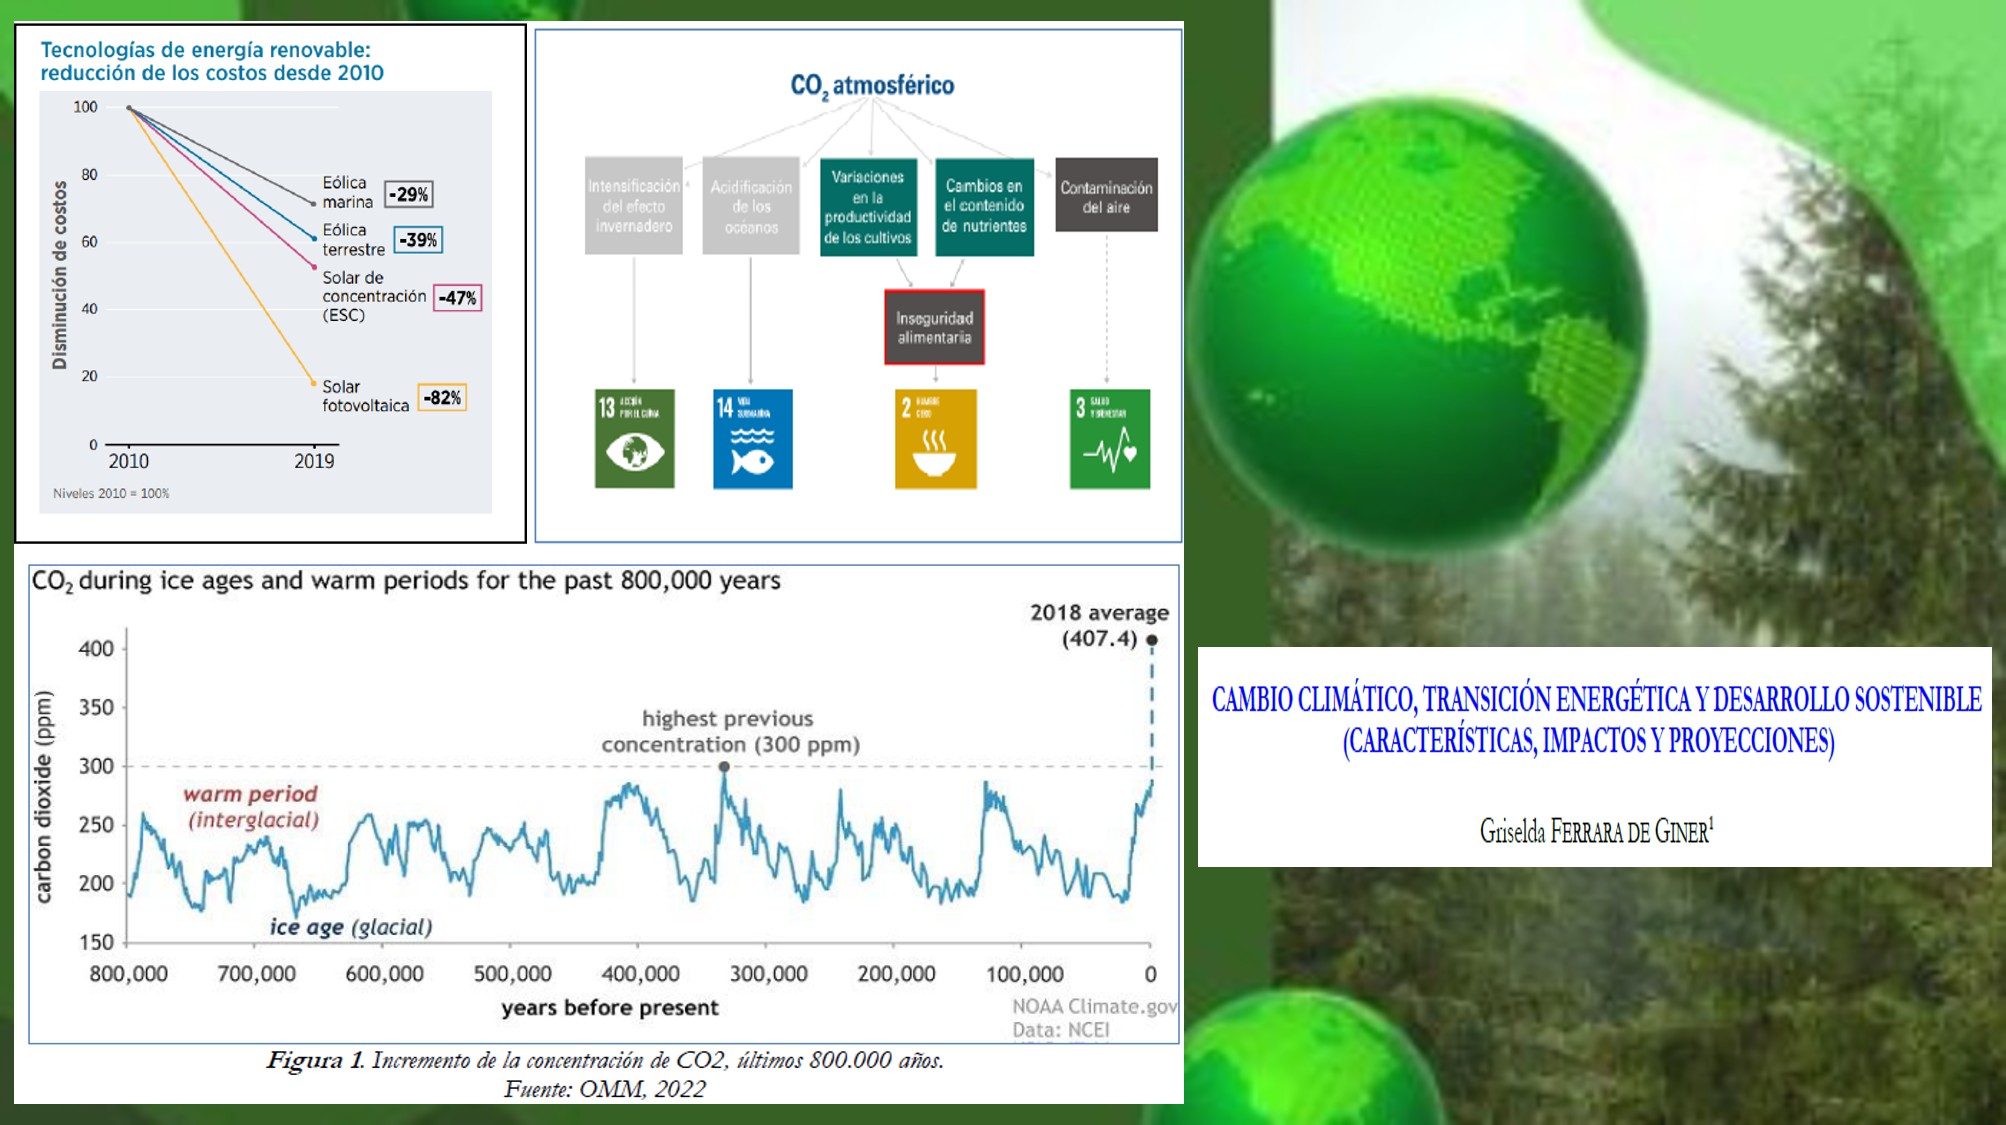 Tecnologías de energía renovable:
reducción de los costos desde 2010
Disminución de costos
100
80
60
40
20
0
2010
2019
Eólica
marina
-29%
Eólica
terrestre
-39%
Solar de
concentración
(ESC)
-47%
Solar
fotovoltaica
-82%
Niveles 2010 = 100%
CO₂ atmosférico
Intensificación
del efecto
invernadero
Acidificación
de los
océanos
Variaciones
en la
productividad
de los cultivos
Cambios en
el contenido
de nutrientes
Contaminación
del aire
Inseguridad
alimentariia
13 ACCIÓN
POR EL CLIMA
14 VIDA
SUBMARINA
2 HAMBRE
CERO
3 SALUD
Y BIENESTAR
CO₂ during ice ages and warm periods for the past 800,000 years
carbon dioxide (ppm)
400
350
300
250
200
150
2018 average
(407.4)
highest previous
concentration (300 ppm)
warm period
(interglacial)
ice age (glacial)
800,000
700,000
600,000
500,000
400,000
300,000
200,000
100,000
0
years before present
NOAA Climate.gov
Data: NCEI
Figura 1. Incremento de la concentración de CO2, últimos 800.000 años.
Fuente: OMM, 2022
CAMBIO CLIMÁTICO, TRANSICIÓN ENERGÉTICA Y DESARROLLO SOSTENIBLE
(CARACTERÍSTICAS, IMPACTOS Y PROYECCIONES)
Griselda FERRARA DE GINER¹